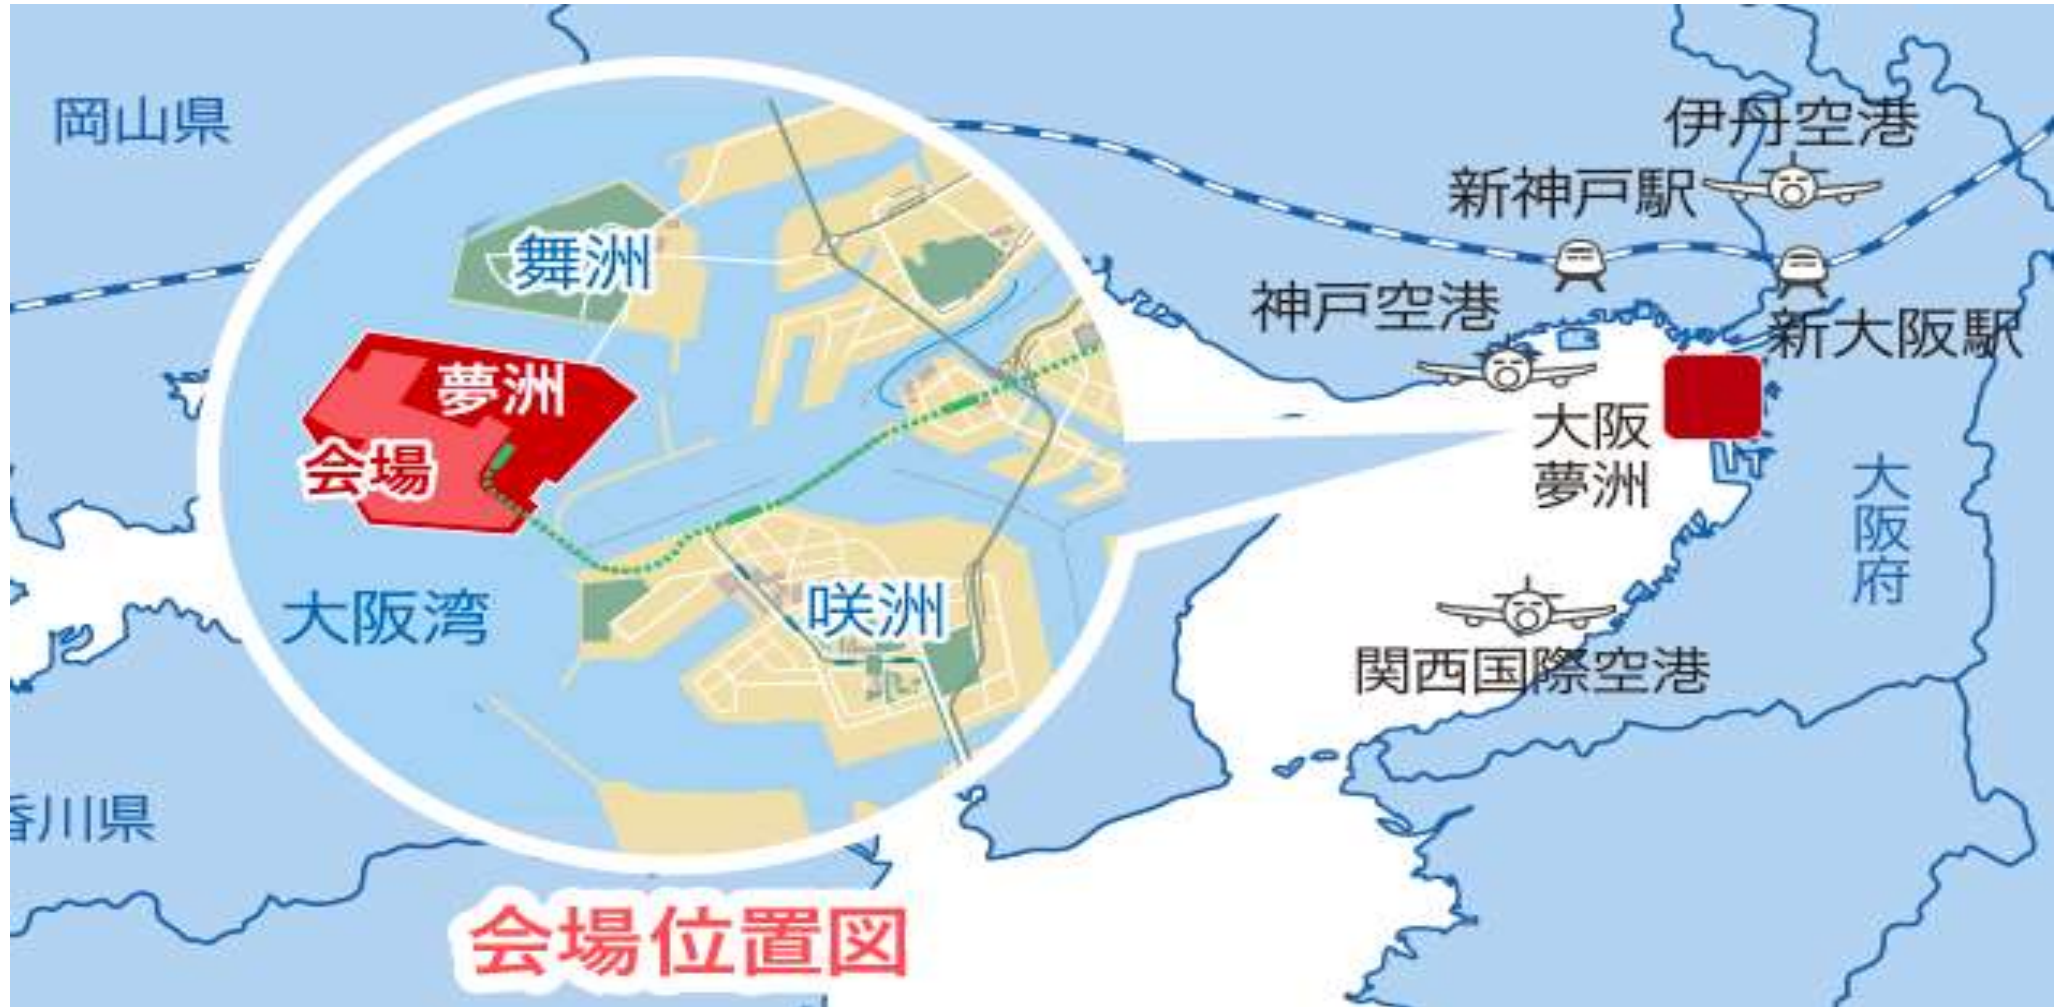 岡山県
伊丹空港
新神戸駅
舞洲
神戸空港
新大阪駅
夢洲
会場
大阪
夢洲
大阪府
大阪湾
咲洲
関西国際空港
香川県
会場位置図